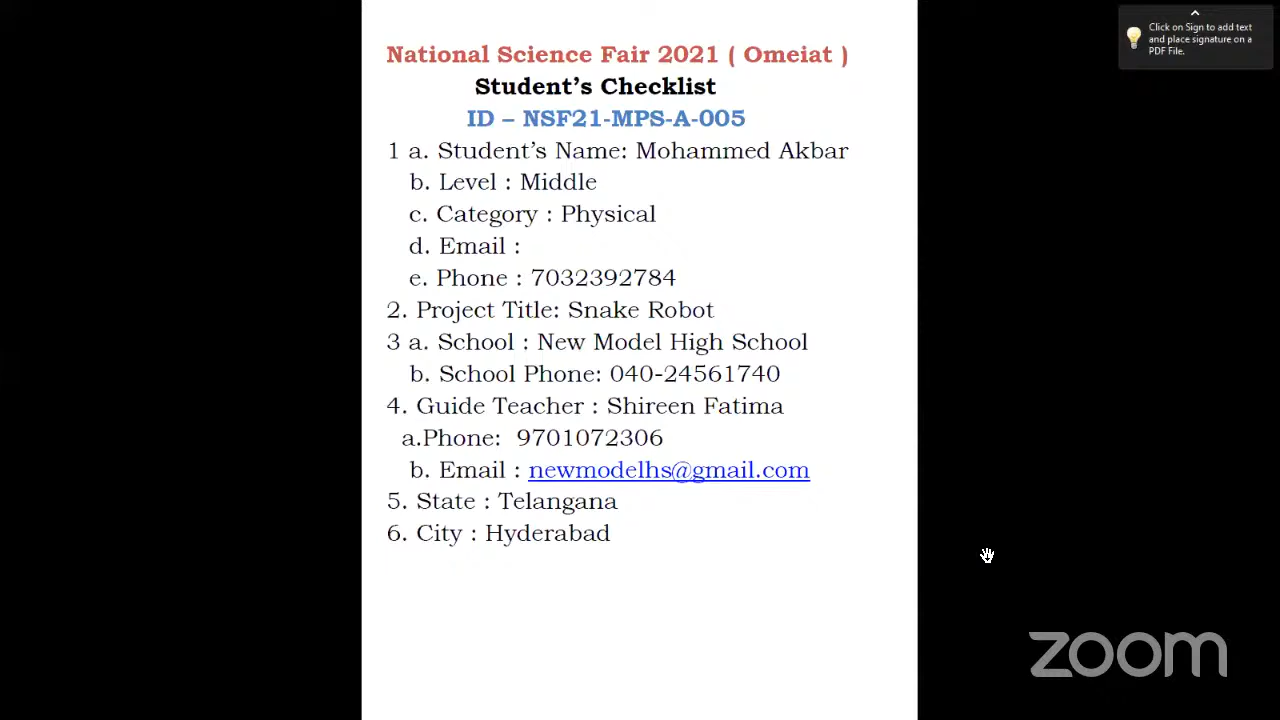 National Science Fair 2021 ( Omeiat )
Student's Checklist
ID – NSF21-MPS-A-005
1 a. Student's Name: Mohammed Akbar
b. Level : Middle
c. Category : Physical
d. Email :
e. Phone : 7032392784
2. Project Title: Snake Robot
3 a. School : New Model High School
b. School Phone: 040-24561740
4. Guide Teacher : Shireen Fatima
a.Phone:  9701072306
b. Email : newmodelhs@gmail.com
5. State : Telangana
6. City : Hyderabad
Click on Sign to add text
and place signature on a
PDF File.
zoom